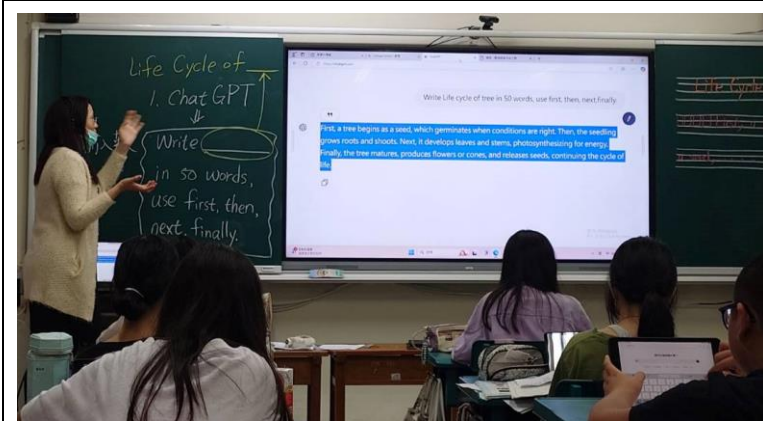 Life Cycle of
1. Chat GPT
Write
in 50 words,
use first, then,
next, finally.
Write Life cycle of tree in 50 words, use first, then, next,finally.
First, a tree begins as a seed, which germinates when conditions are right. Then, the seedling
grows roots and shoots. Next, it develops leaves and stems, photosynthesizing for energy.
Finally, the tree matures, produces flowers or cones, and releases seeds, continuing the cycle of
life.
Life Cycle